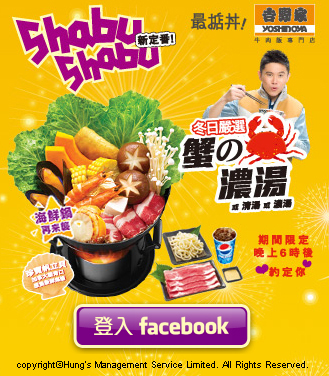 Shabu
Shabu
新定番!
最掂丼!
吉野家
YOSHINOYA
牛肉飯專門店
冬日嚴選
蟹の
濃湯
或 清湯 或 濃湯
海鮮鍋
再來襲
期間限定
晚上6時後
約定你
登入 facebook
copyright©Hung's Management Service Limited. All Rights Reserved.